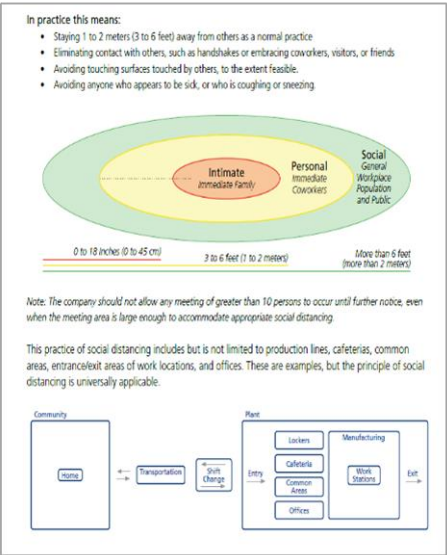 In practice this means:
• Staying 1 to 2 meters (3 to 6 feet) away from others as a normal practice
• Eliminating contact with others, such as handshakes or embracing coworkers, visitors, or friends
• Avoiding touching surfaces touched by others, to the extent feasible.
• Avoiding anyone who appears to be sick, or who is coughing or sneezing.
Intimate
Immediate Family
Personal
Immediate
Coworkers
Social
General
Workplace
Population
and Public
0 to 18 Inches (0 to 45 cm)
3 to 6 feet (1 to 2 meters)
More than 6 feet
(more than 2 meters)
Note: The company should not allow any meeting of greater than 10 persons to occur until further notice, even
when the meeting area is large enough to accommodate appropriate social distancing.
This practice of social distancing includes but is not limited to production lines, cafeterias, common
areas, entrance/exit areas of work locations, and offices. These are examples, but the principle of social
distancing is universally applicable.
Community
Home
Transportation
Shift
Change
Plant
Entry
Lockers
Cafeteria
Common
Areas
Offices
Manufacturing
Work
Stations
Exit